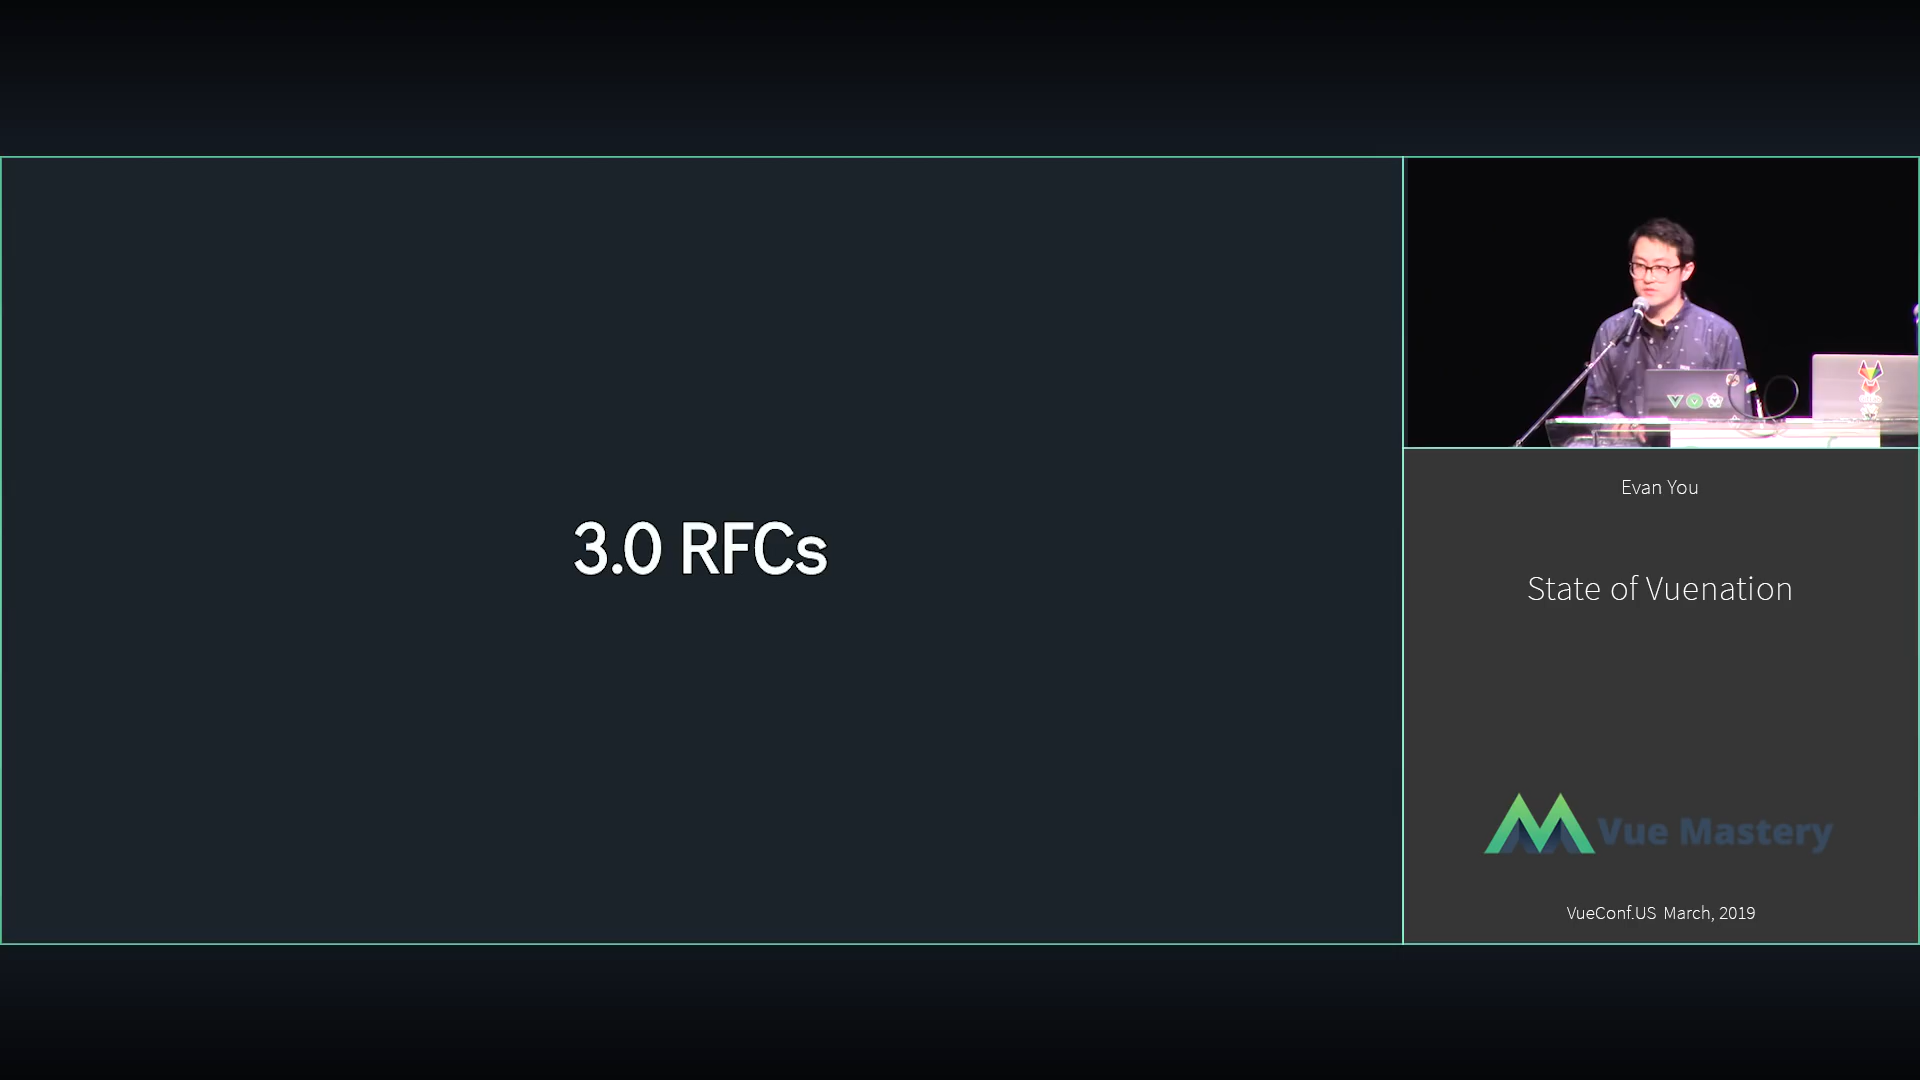 3.0 RFCs
Evan You
State of Vuenation
Vue Mastery
VueConf.US March, 2019